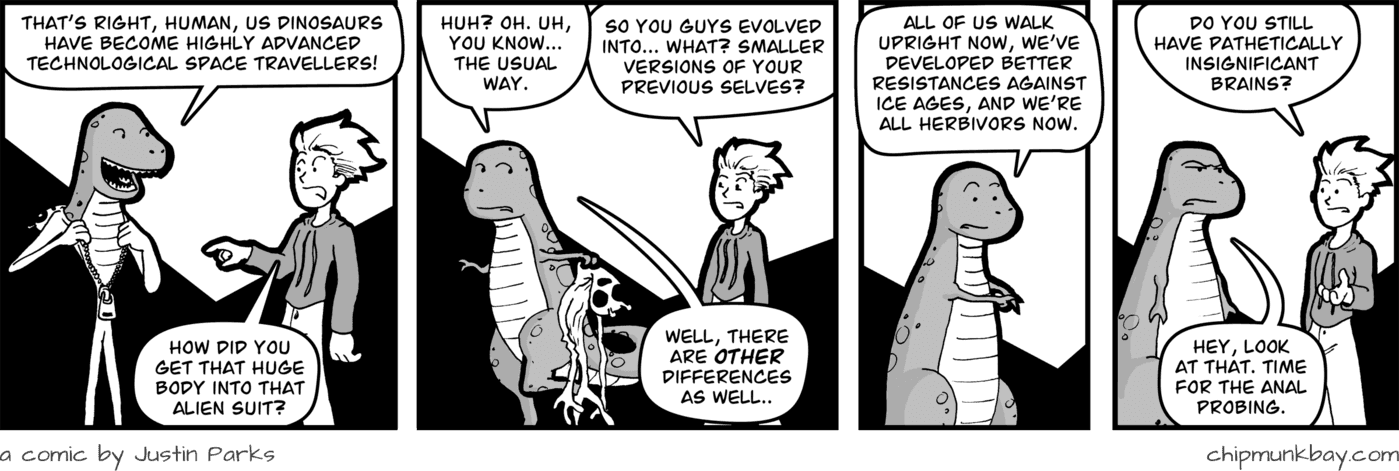 THAT'S RIGHT, HUMAN, US DINOSAURS
HAVE BECOME HIGHLY ADVANCED
TECHNOLOGICAL SPACE TRAVELLERS!
HOW DID YOU
GET THAT HUGE
BODY INTO THAT
ALIEN SUIT?
HUH? OH. UH,
YOU KNOW...
THE USUAL
WAY.
SO YOU GUYS EVOLVED
INTO... WHAT? SMALLER
VERSIONS OF YOUR
PREVIOUS SELVES?
WELL, THERE
ARE OTHER
DIFFERENCES
AS WELL..
ALL OF US WALK
UPRIGHT NOW, WE'VE
DEVELOPED BETTER
RESISTANCES AGAINST
ICE AGES, AND WE'RE
ALL HERBIVORS NOW.
DO YOU STILL
HAVE PATHETICALLY
INSIGNIFICANT
BRAINS?
HEY, LOOK
AT THAT. TIME
FOR THE ANAL
PROBING.
a comic by Justin Parks
chipmunkbay.com